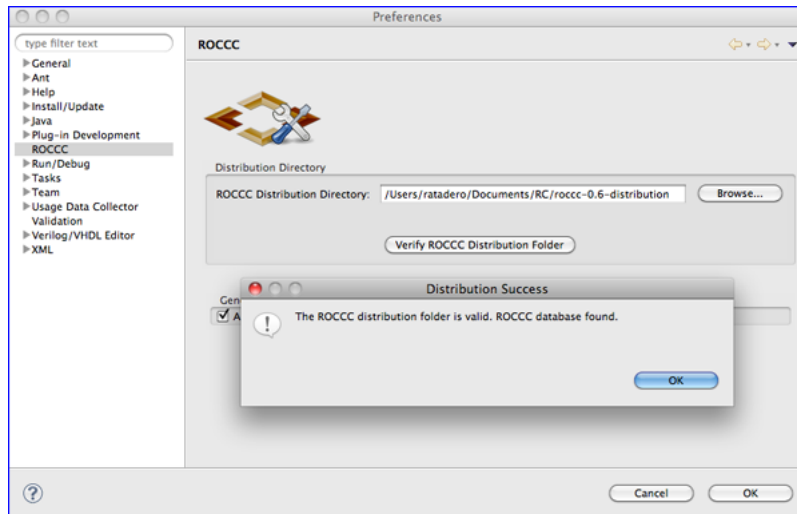 Preferences
type filter text
General
Ant
Help
Install/Update
Java
Plug-in Development
ROCCC
Run/Debug
Tasks
Team
Usage Data Collector
Validation
Verilog/VHDL Editor
XML
ROCCC
Distribution Directory
ROCCC Distribution Directory: /Users/ratadero/Documents/RC/roccc-0.6-distribution Browse...
Verify ROCCC Distribution Folder
Gen
A
Distribution Success
The ROCCC distribution folder is valid. ROCCC database found.
OK
Cancel OK